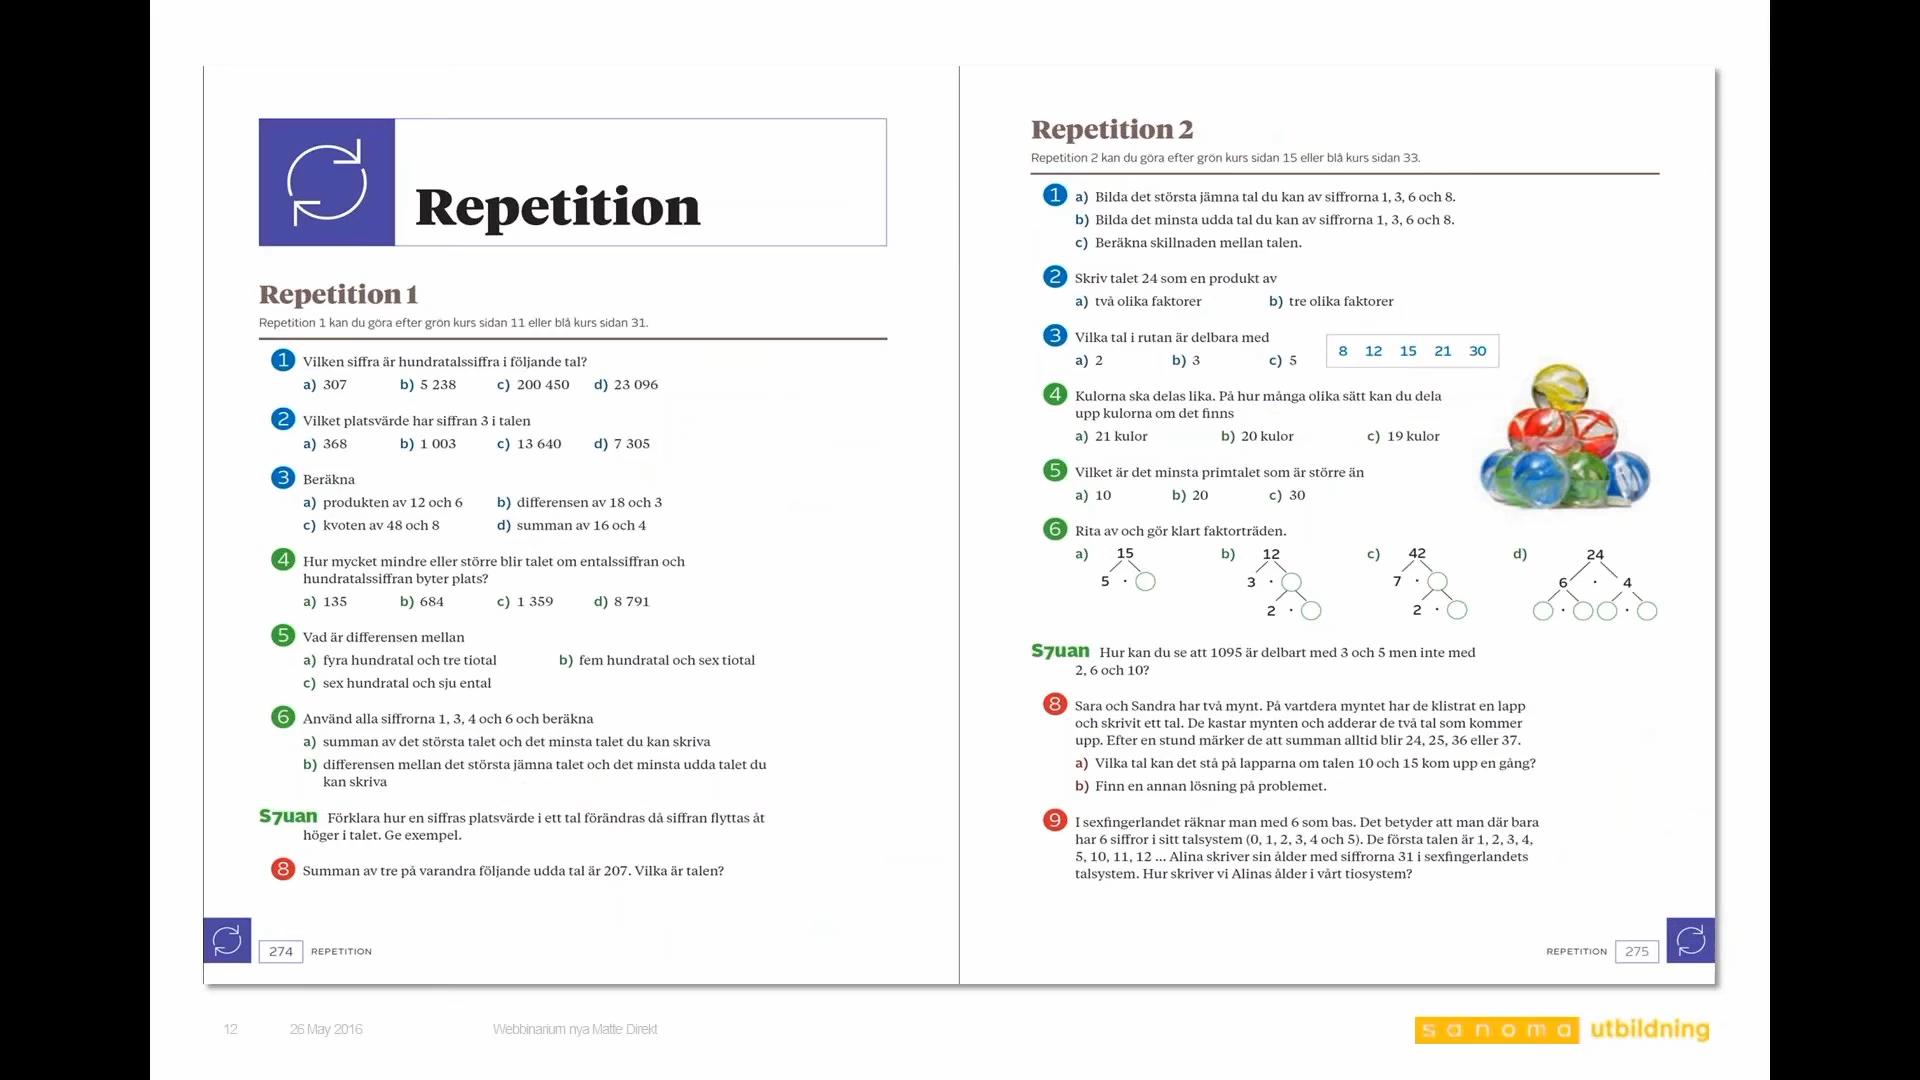 Repetition
Repetition 1
Repetition 1 kan du göra efter grön kurs sidan 11 eller blå kurs sidan 31.
1 Vilken siffra är hundratalssiffra i följande tal?
a) 307 b) 5 238 c) 200 450 d) 23 096
2 Vilket platsvärde har siffran 3 i talen
a) 368 b) 1 003 c) 13 640 d) 7 305
3 Beräkna
a) produkten av 12 och 6 b) differensen av 18 och 3
c) kvoten av 48 och 8 d) summan av 16 och 4
4 Hur mycket mindre eller större blir talet om entalssiffran och
hundratalssiffran byter plats?
a) 135 b) 684 c) 1 359 d) 8 791
5 Vad är differensen mellan
a) fyra hundratal och tre tiotal b) fem hundratal och sex tiotal
c) sex hundratal och sju ental
6 Använd alla siffrorna 1, 3, 4 och 6 och beräkna
a) summan av det största talet och det minsta talet du kan skriva
b) differensen mellan det största jämna talet och det minsta udda talet du
kan skriva
S7uan Förklara hur en siffras platsvärde i ett tal förändras då siffran flyttas åt
höger i talet. Ge exempel.
8 Summan av tre på varandra följande udda tal är 207. Vilka är talen?
274 REPETITION
Repetition 2
Repetition 2 kan du göra efter grön kurs sidan 15 eller blå kurs sidan 33.
1 a) Bilda det största jämna tal du kan av siffrorna 1, 3, 6 och 8.
b) Bilda det minsta udda tal du kan av siffrorna 1, 3, 6 och 8.
c) Beräkna skillnaden mellan talen.
2 Skriv talet 24 som en produkt av
a) två olika faktorer b) tre olika faktorer
3 Vilka tal i rutan är delbara med
a) 2 b) 3 c) 5
8 12 15 21 30
4 Kulorna ska delas lika. På hur många olika sätt kan du dela
upp kulorna om det finns
a) 21 kulor b) 20 kulor c) 19 kulor
5 Vilket är det minsta primtalet som är större än
a) 10 b) 20 c) 30
6 Rita av och gör klart faktorträden.
a) 15 b) 12 c) 42 d) 24
5 · 3 · 7 · 6 · 4
2 · 2 · · ·
S7uan Hur kan du se att 1095 är delbart med 3 och 5 men inte med
2, 6 och 10?
8 Sara och Sandra har två mynt. På vartdera myntet har de klistrat en lapp
och skrivit ett tal. De kastar mynten och adderar de två tal som kommer
upp. Efter en stund märker de att summan alltid blir 24, 25, 36 eller 37.
a) Vilka tal kan det stå på lapparna om talen 10 och 15 kom upp en gång?
b) Finn en annan lösning på problemet.
9 I sexfingerlandet räknar man med 6 som bas. Det betyder att man där bara
har 6 siffror i sitt talsystem (0, 1, 2, 3, 4 och 5). De första talen är 1, 2, 3, 4,
5, 10, 11, 12 ... Alina skriver sin ålder med siffrorna 31 i sexfingerlandets
talsystem. Hur skriver vi Alinas ålder i vårt tiosystem?
REPETITION 275
12 26 May 2016 Webbinarium nya Matte Direkt
sanoma utbildning